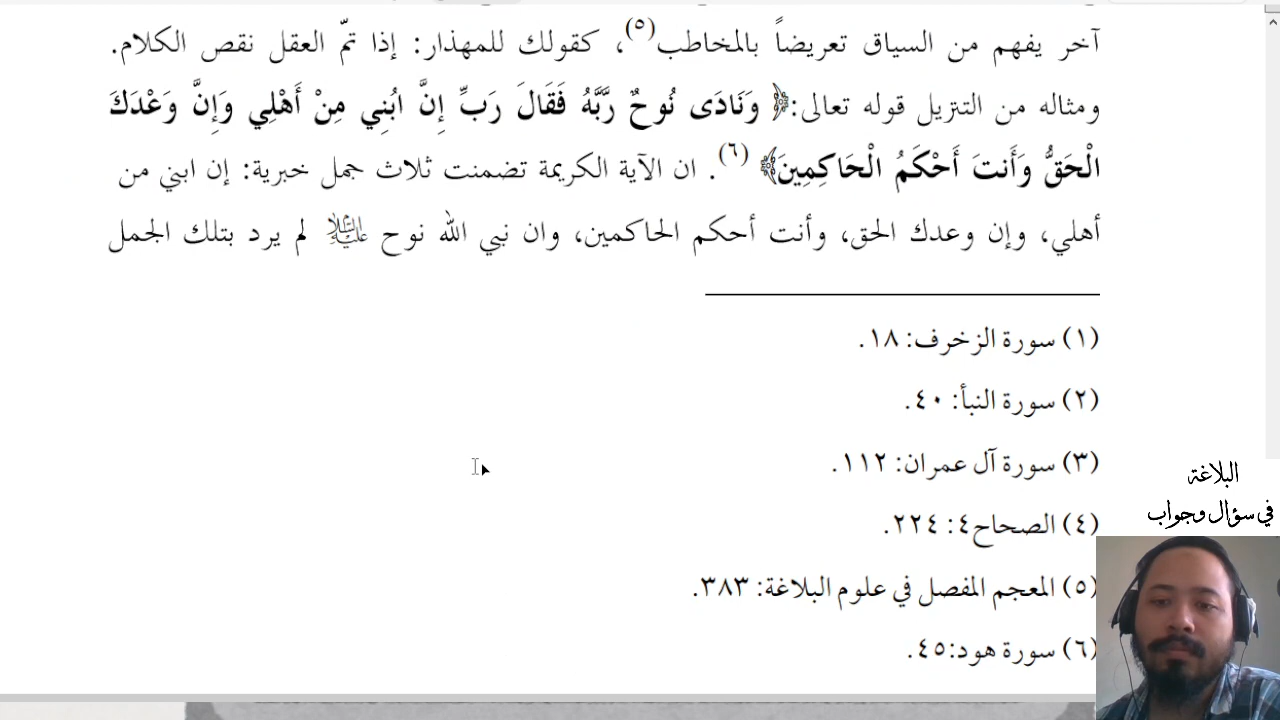 آخر يفهم من السياق تعريضاً بالمخاطب(٥)، كقولك للمهذار: إذا تمّ العقل نقص الكلام.
ومثاله من التنزيل قوله تعالى:﴿ وَنَادَى نُوحٌ رَّبَّهُ فَقَالَ رَبِّ إِنَّ ابُنِي مِنْ أَهْلِي وَإِنَّ وَعْدَكَ
الْحَقُّ وَأَنتَ أَحْكَمُ الْحَاكِمِينَ﴾ (٦). ان الآية الكريمة تضمنت ثلاث جمل خبرية: إن ابني من
أهلي، وإن وعدك الحق، وأنت أحكم الحاكمين، وان نبي الله نوح عليه السلام لم يرد بتلك الجمل
(١) سورة الزخرف: ١٨.
(٢) سورة النبأ: ٤٠.
(٣) سورة آل عمران: ١١٢.
(٤) الصحاح٤: ٢٢٤.
(٥) المعجم المفصل في علوم البلاغة: ٣٨٣.
(٦) سورة هود:٤٥.
البلاغة
في سؤال وجواب